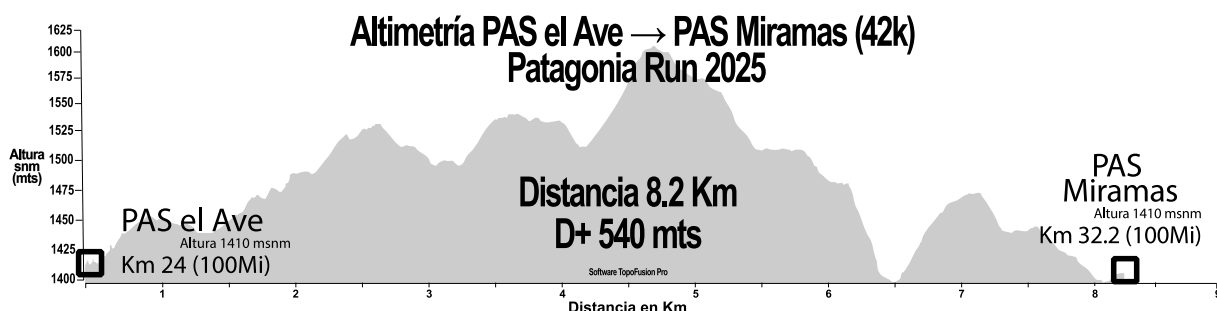 Altimetría PAS el Ave → PAS Miramas (42k)
Patagonia Run 2025
1625
1600
1575
1550
1525
1500
1475
1450
1425
1400
Altura
snm
(mts)
PAS el Ave
Altura 1410 msnm
Km 24 (100Mi)
Distancia 8.2 Km
D+ 540 mts
Software TopoFusion Pro
PAS
Miramas
Altura 1410 msnm
Km 32.2 (100Mi)
1 2 3 4 5 6 7 8 9
Distancia en Km